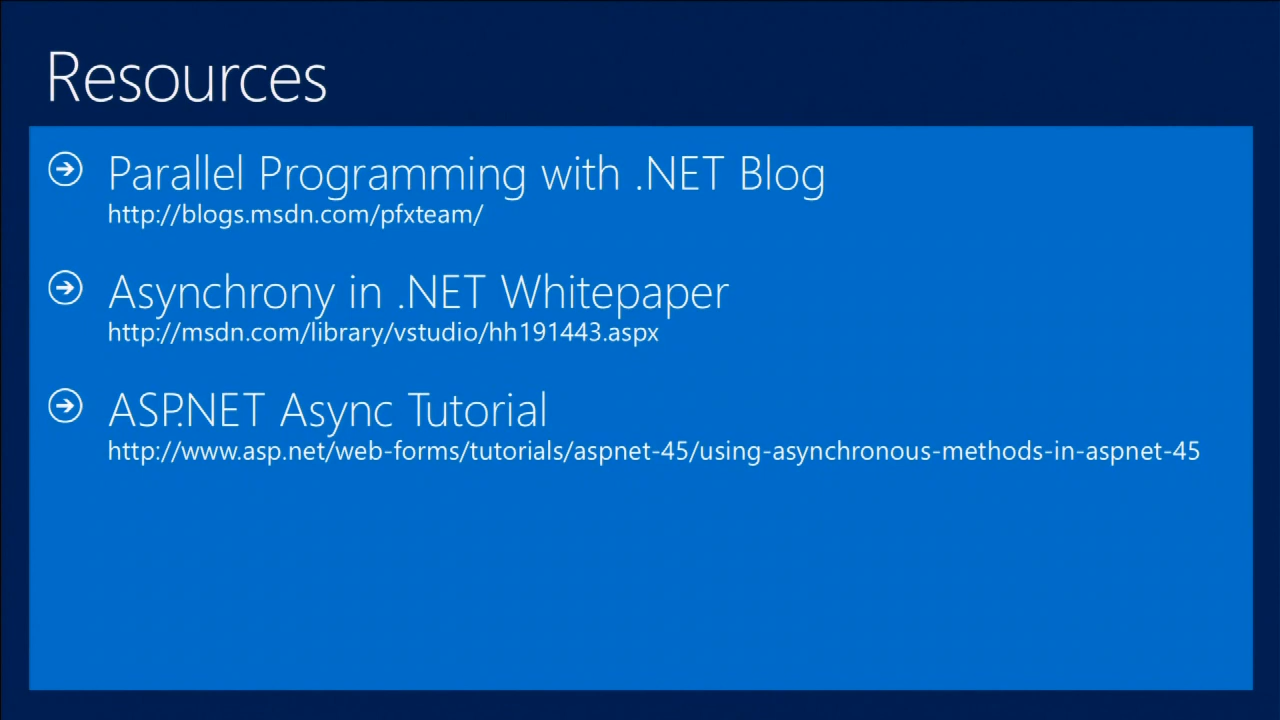 Resources
Parallel Programming with .NET Blog
http://blogs.msdn.com/pfxteam/
Asynchrony in .NET Whitepaper
http://msdn.com/library/vstudio/hh191443.aspx
ASP.NET Async Tutorial
http://www.asp.net/web-forms/tutorials/aspnet-45/using-asynchronous-methods-in-aspnet-45